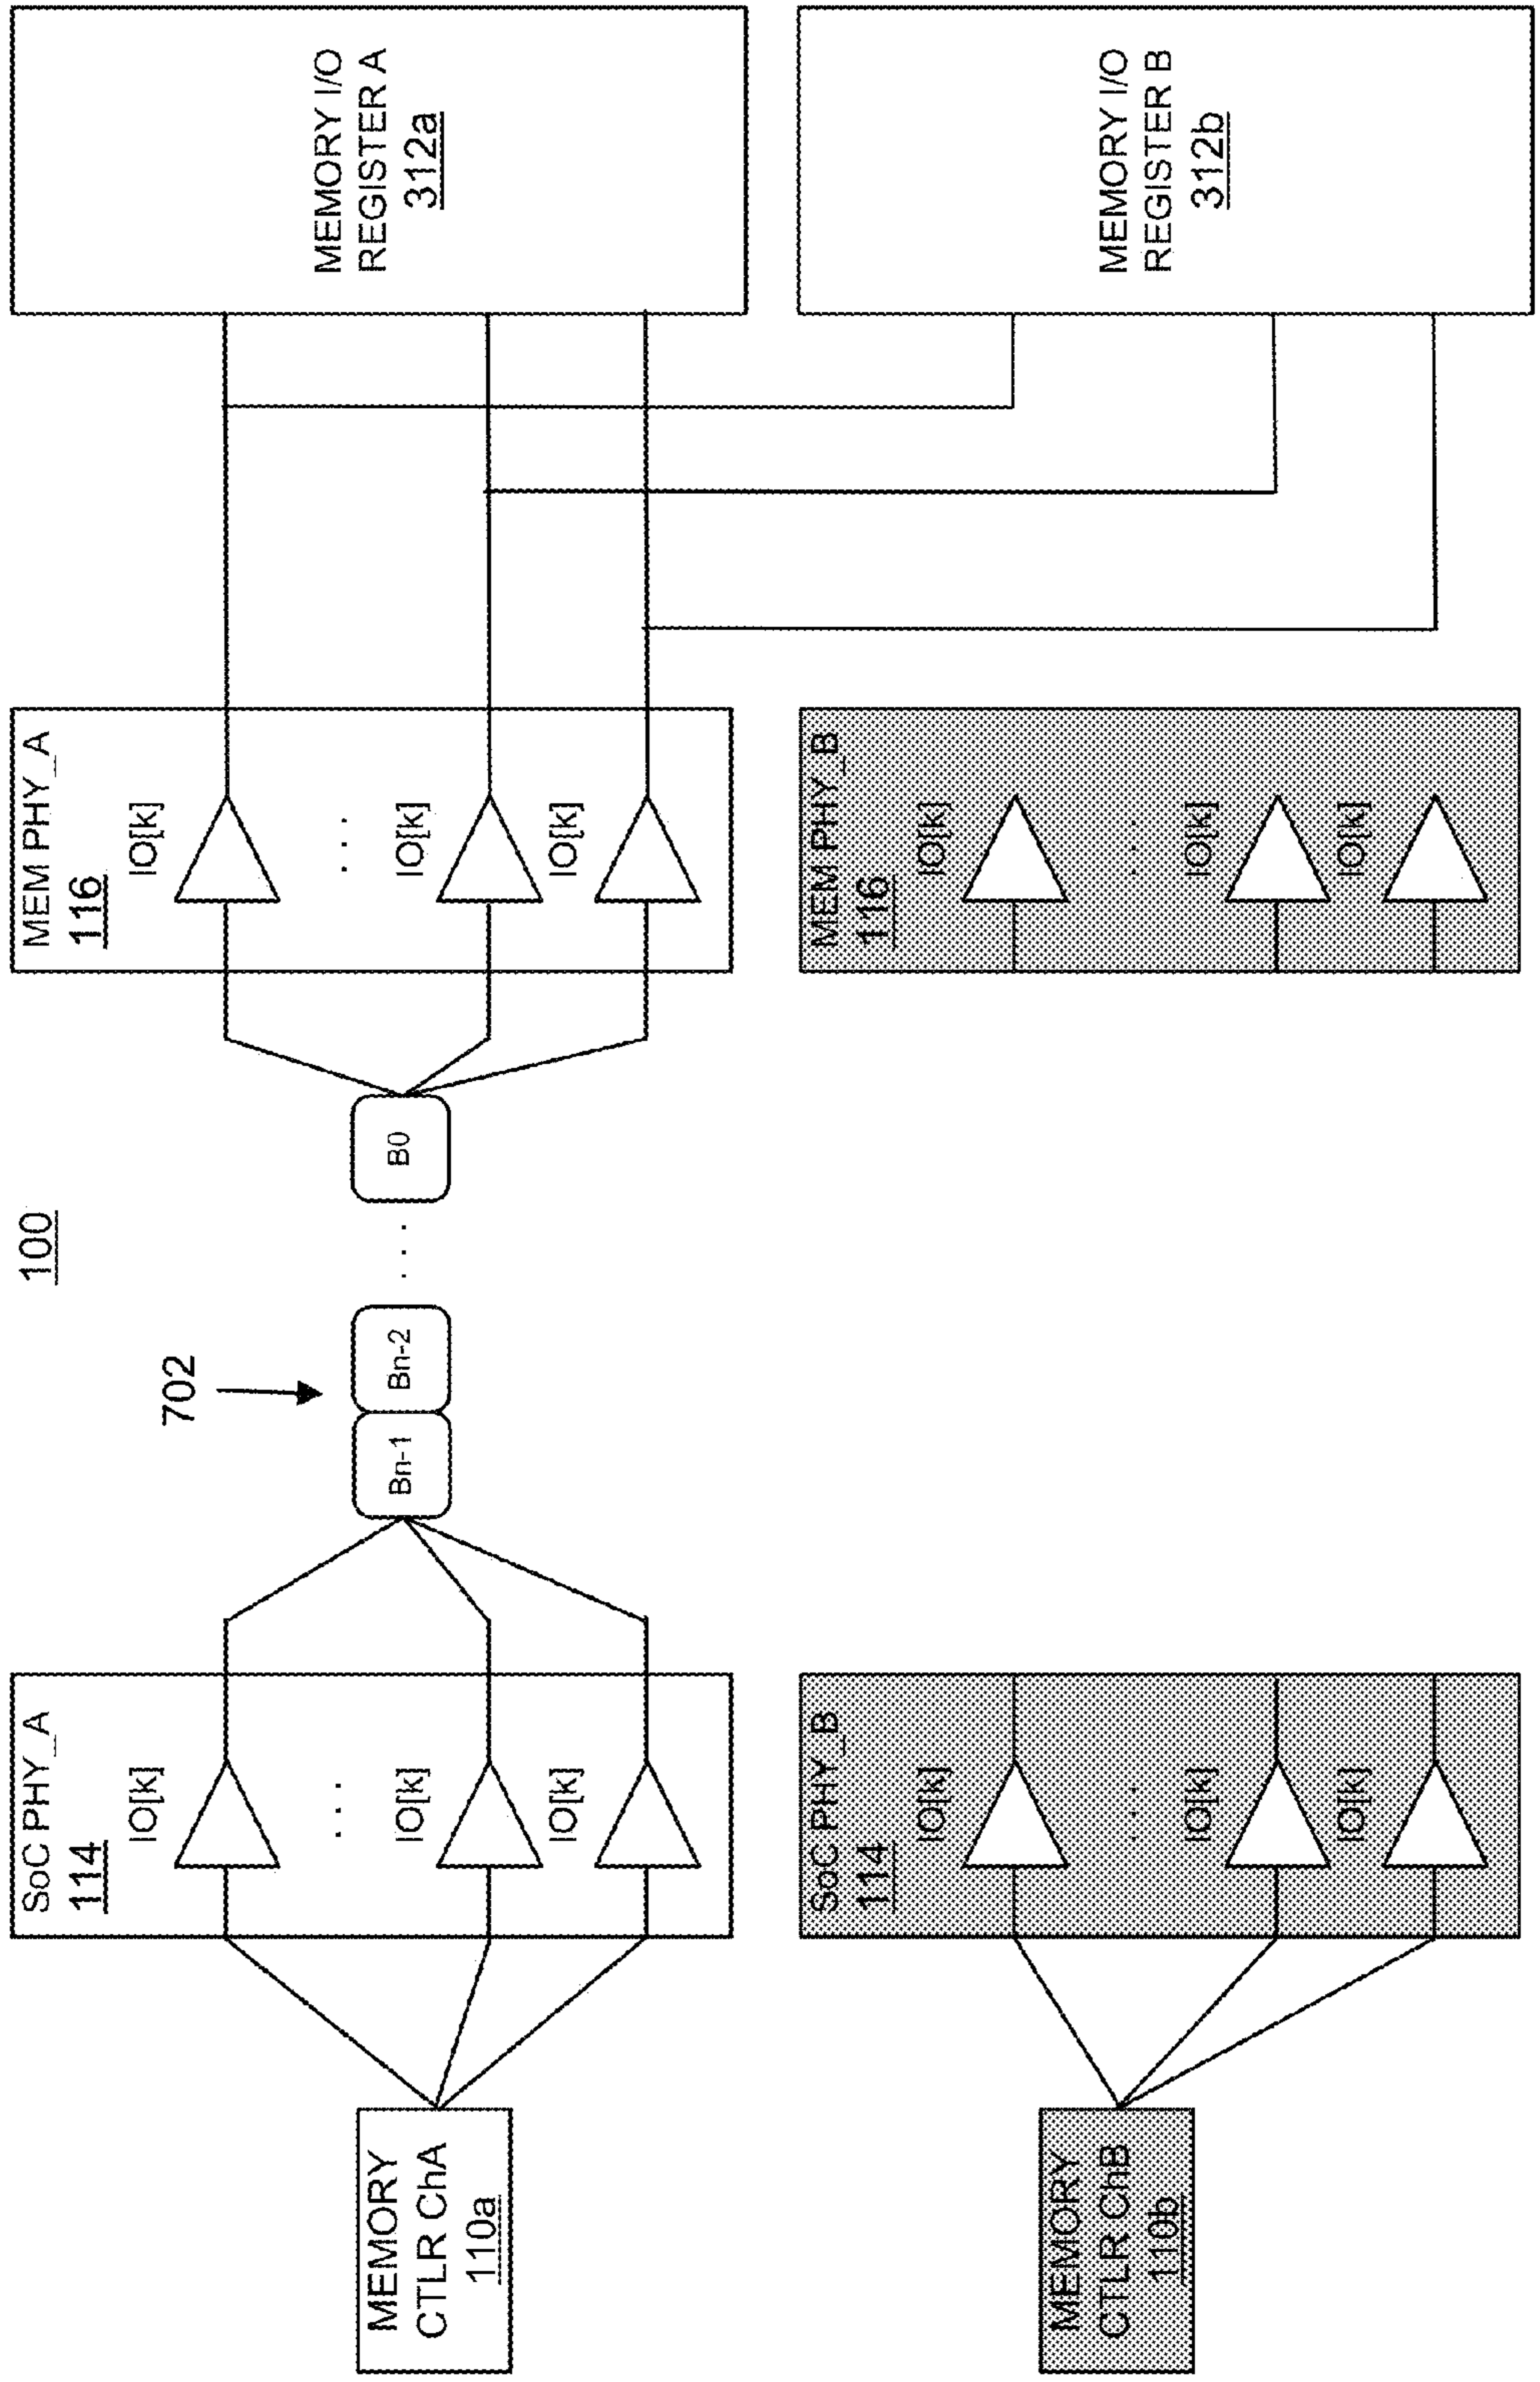 100
MEMORY
CTLR ChA
110a
SoC PHY_A
114
IO[k]
. . .
IO[k]
IO[k]
702
Bn-1
Bn-2
. . .
B0
MEM PHY_A
116
IO[k]
. . .
IO[k]
IO[k]
MEMORY I/O
REGISTER A
312a
MEMORY
CTLR ChB
110b
SoC PHY_B
114
IO[k]
. . .
IO[k]
IO[k]
MEM PHY_B
116
IO[k]
. . .
IO[k]
IO[k]
MEMORY I/O
REGISTER B
312b